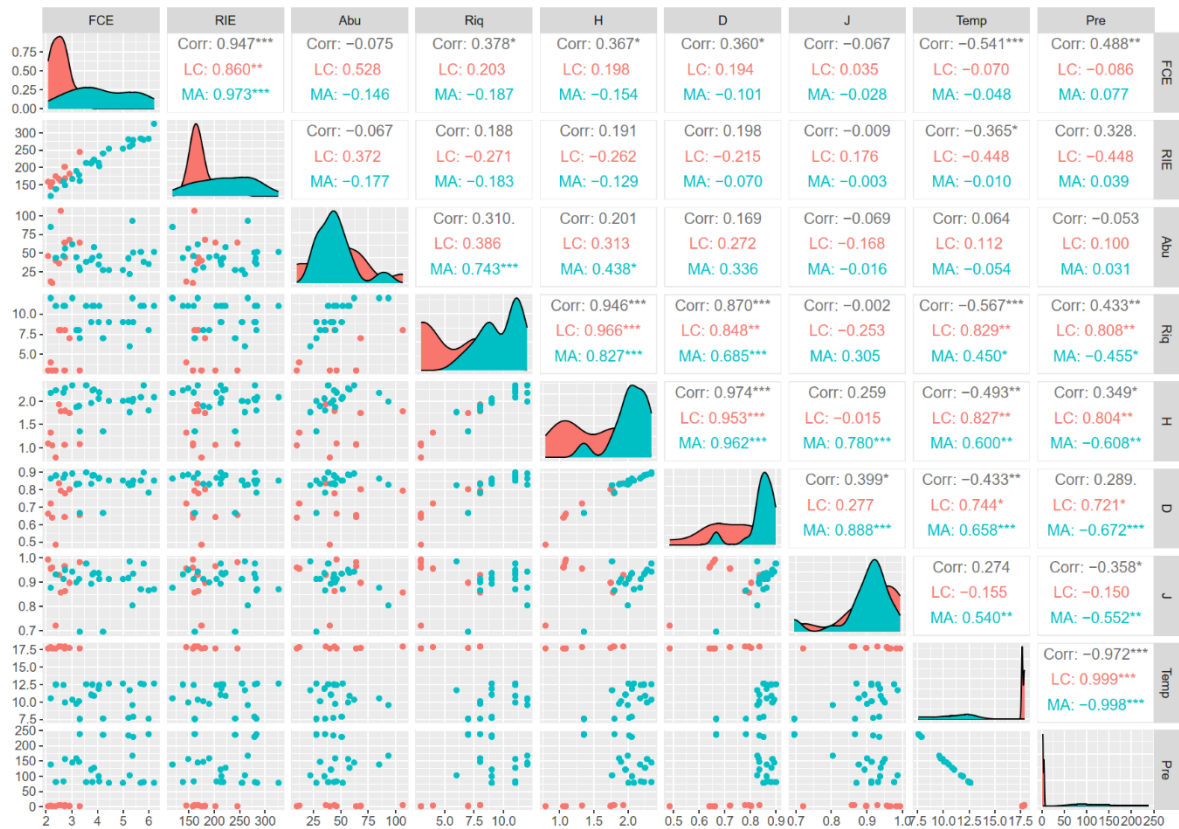 FCE RIE Abu Riq H D J Temp Pre
Corr: 0.947*** Corr: −0.075 Corr: 0.378* Corr: 0.367* Corr: 0.360* Corr: −0.067 Corr: −0.541*** Corr: 0.488**
LC: 0.860** LC: 0.528 LC: 0.203 LC: 0.198 LC: 0.194 LC: 0.035 LC: −0.070 LC: −0.086
MA: 0.973*** MA: −0.146 MA: −0.187 MA: −0.154 MA: −0.101 MA: −0.028 MA: −0.048 MA: 0.077
0.75
0.50
0.25
0.00
FCE
Corr: −0.067 Corr: 0.188 Corr: 0.191 Corr: 0.198 Corr: −0.009 Corr: −0.365* Corr: 0.328.
LC: 0.372 LC: −0.271 LC: −0.262 LC: −0.215 LC: 0.176 LC: −0.448 LC: −0.448
MA: −0.177 MA: −0.183 MA: −0.129 MA: −0.070 MA: −0.003 MA: −0.010 MA: 0.039
300
250
200
150
RIE
Corr: 0.310. Corr: 0.201 Corr: 0.169 Corr: −0.069 Corr: 0.064 Corr: −0.053
LC: 0.386 LC: 0.313 LC: 0.272 LC: −0.168 LC: 0.112 LC: 0.100
MA: 0.743*** MA: 0.438* MA: 0.336 MA: −0.016 MA: −0.054 MA: 0.031
100
75
50
25
Abu
Corr: 0.946*** Corr: 0.870*** Corr: −0.002 Corr: −0.567*** Corr: 0.433**
LC: 0.966*** LC: 0.848** LC: −0.253 LC: 0.829** LC: 0.808**
MA: 0.827*** MA: 0.685*** MA: 0.305 MA: 0.450* MA: −0.455*
10.0
7.5
5.0
Riq
Corr: 0.974*** Corr: 0.259 Corr: −0.493** Corr: 0.349*
LC: 0.953*** LC: −0.015 LC: 0.827** LC: 0.804**
MA: 0.962*** MA: 0.780*** MA: 0.600** MA: −0.608**
2.0
1.5
1.0
H
Corr: 0.399* Corr: −0.433** Corr: 0.289.
LC: 0.277 LC: 0.744* LC: 0.721*
MA: 0.888*** MA: 0.658*** MA: −0.672***
0.9
0.8
0.7
0.6
0.5
D
Corr: 0.274 Corr: −0.358*
LC: −0.155 LC: −0.150
MA: 0.540** MA: −0.552**
1.0
0.9
0.8
0.7
J
Corr: −0.972***
LC: 0.999***
MA: −0.998***
17.5
15.0
12.5
10.0
7.5
Temp
250
200
150
100
50
0
Pre
2 3 4 5 6 150 200 250 300 25 50 75 100 5.0 7.5 10.0 1.0 1.5 2.0 0.5 0.6 0.7 0.8 0.9 0.7 0.8 0.9 1.0 7.5 10.0 12.5 15.0 17.5 0 50 100 150 200 250